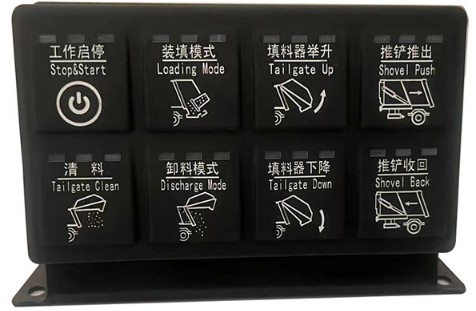 工作启停
Stop&Start
装填模式
Loading Mode
填料器举升
Tailgate Up
推铲推出
Shovel Push
清 料
Tailgate Clean
卸料模式
Discharge Mode
填料器下降
Tailgate Down
推铲收回
Shovel Back